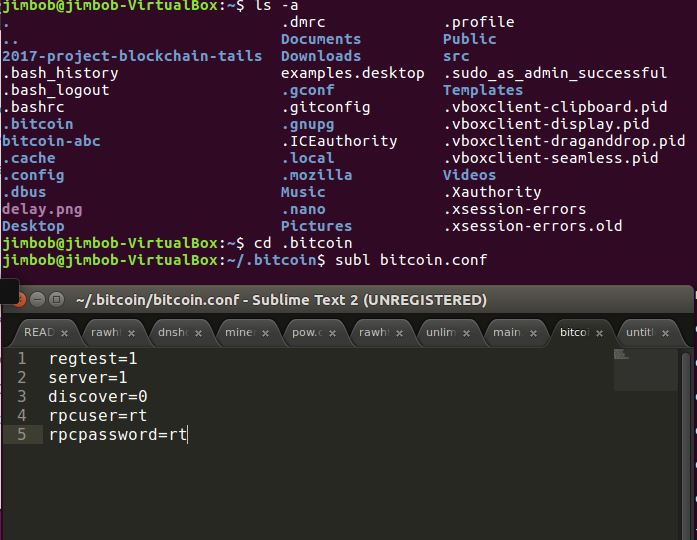 jimbob@jimbob-VirtualBox:~$ ls -a
. .dmrc .profile
.. Documents Public
2017-project-blockchain-tails Downloads src
.bash_history examples.desktop .sudo_as_admin_successful
.bash_logout .gconf Templates
.bashrc .gitconfig .vboxclient-clipboard.pid
.bitcoin .gnupg .vboxclient-display.pid
bitcoin-abc .ICEauthority .vboxclient-draganddrop.pid
.cache .local .vboxclient-seamless.pid
.config .mozilla Videos
.dbus Music .Xauthority
delay.png .nano .xsession-errors
Desktop Pictures .xsession-errors.old
jimbob@jimbob-VirtualBox:~$ cd .bitcoin
jimbob@jimbob-VirtualBox:~/.bitcoin$ subl bitcoin.conf
~/.bitcoin/bitcoin.conf - Sublime Text 2 (UNREGISTERED)
READ × rawh × dnsh × miner × pow.c × rawh × unlim × main × bitcoi × untitl ×
1 regtest=1
2 server=1
3 discover=0
4 rpcuser=rt
5 rpcpassword=rt